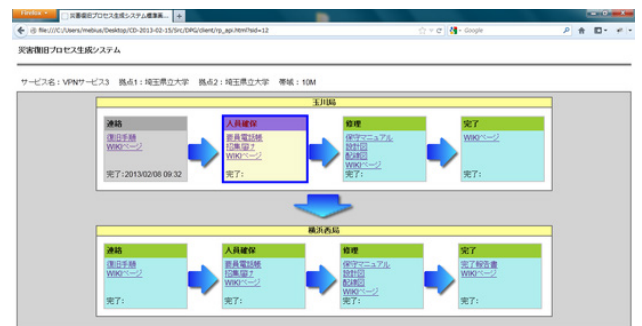 Firefox
災害復旧プロセス生成システム標準画...
file:///C:/Users/mebius/Desktop/CD-2013-02-15/Src/DPG/client/rp_api.html?sid=12
Google
災害復旧プロセス生成システム
サービス名：VPNサービス3 拠点1：埼玉県立大学 拠点2：埼玉県立大学 帯域：10M
玉川局
連絡
復旧手順
WIKIページ
完了:2013/02/06 09:32
人員確保
要員電話帳
招集届け
WIKIページ
完了:
修理
保守マニュアル
設計図
配線図
WIKIページ
完了:
完了
WIKIページ
完了:
横浜西局
連絡
復旧手順
WIKIページ
完了:
人員確保
要員電話帳
招集届け
WIKIページ
完了:
修理
保守マニュアル
設計図
配線図
WIKIページ
完了:
完了
完了報告書
WIKIページ
完了: